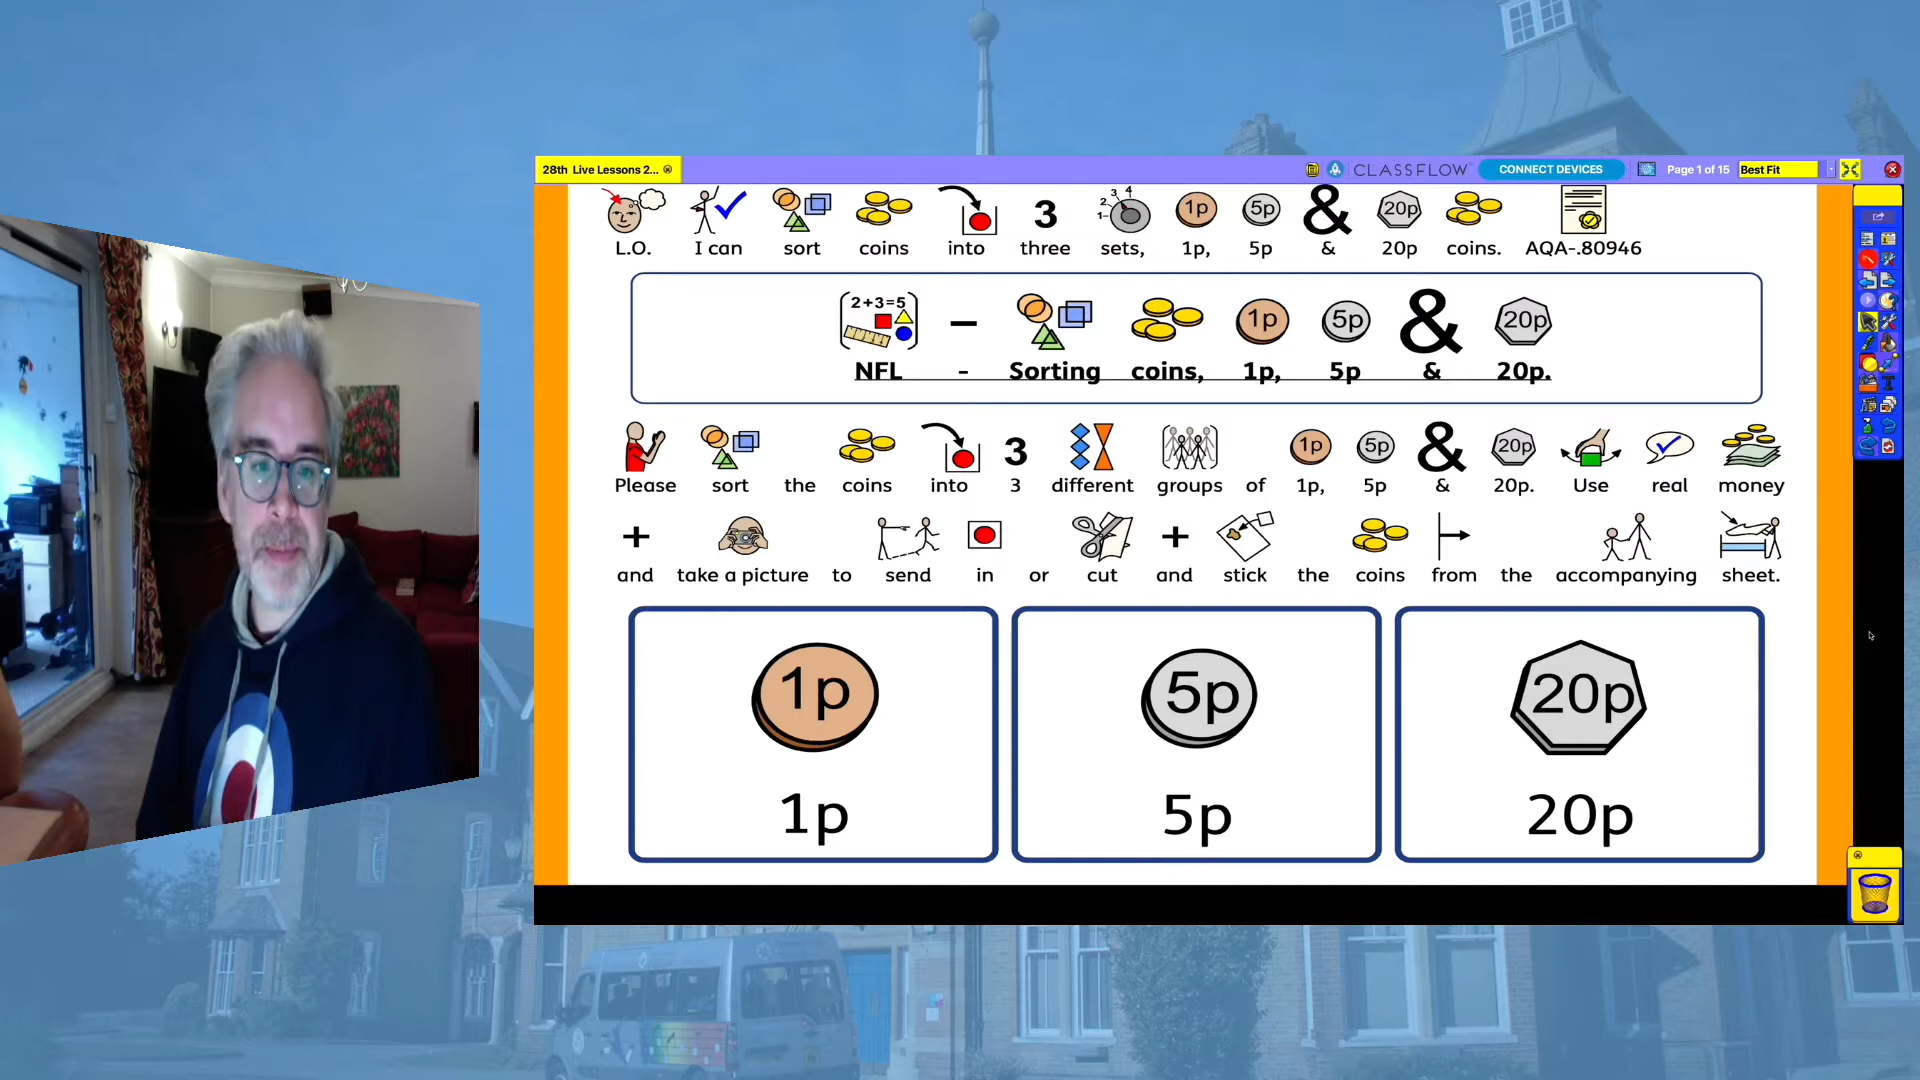 28th Live Lessons 2...
CLASSFLOW
CONNECT DEVICES
Page 1 of 15
Best Fit
3 1 2 3 4 1p 5p & 20p
L.O. I can sort coins into three sets, 1p, 5p & 20p coins. AQA-.80946
2+3=5 1p 5p & 20p
NFL - Sorting coins, 1p, 5p & 20p.
3 1p 5p & 20p
Please sort the coins into 3 different groups of 1p, 5p & 20p. Use real money
+ +
and take a picture to send in or cut and stick the coins from the accompanying sheet.
1p 5p 20p
1p 5p 20p